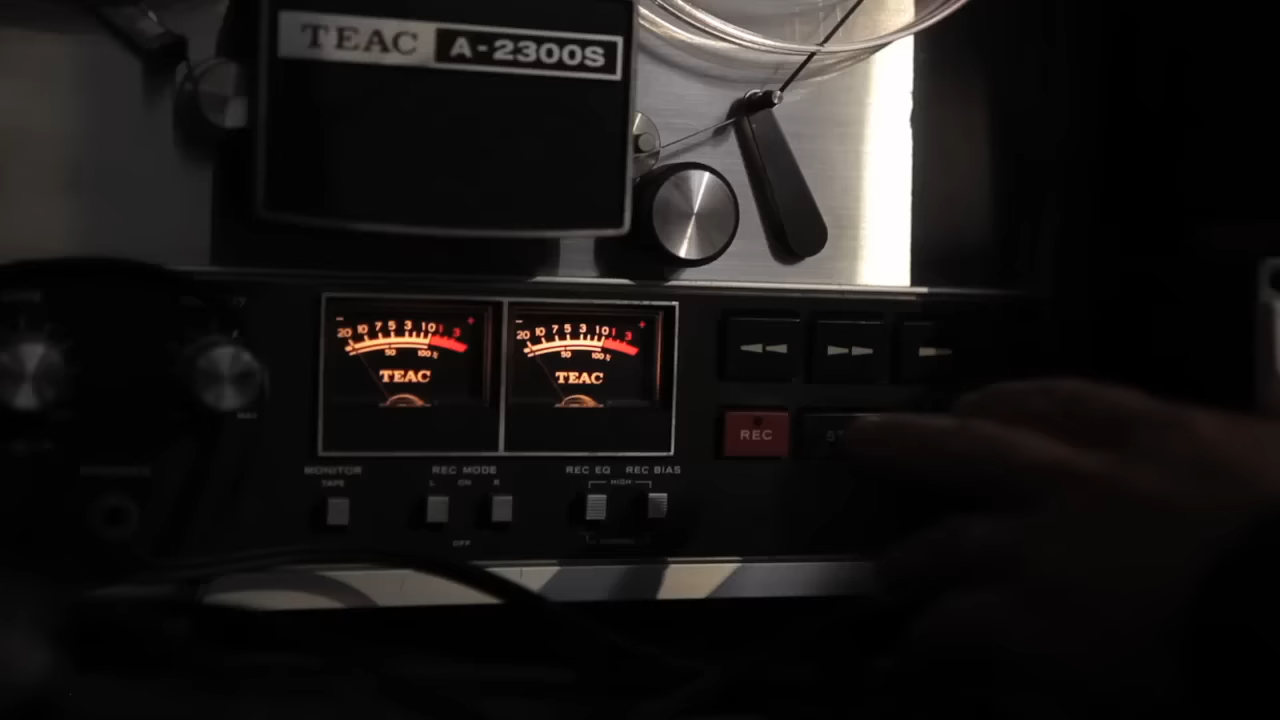 TEAC A-2300S
- +
20 10 7 5 3 1 0 1 3
50 100 %
TEAC
- +
20 10 7 5 3 1 0 1 3
50 100 %
TEAC
REC
MONITOR REC MODE REC EQ REC BIAS
TAPE L ON R HIGH
OFF